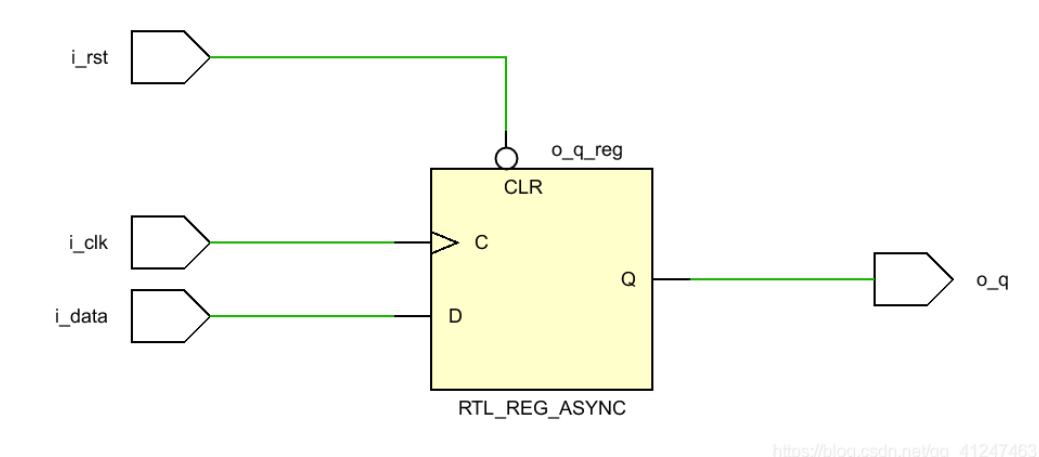 i_rst
o_q_reg
CLR
i_clk
C
Q
o_q
i_data
D
RTL_REG_ASYNC
https://blog.csdn.net/qq_41247463